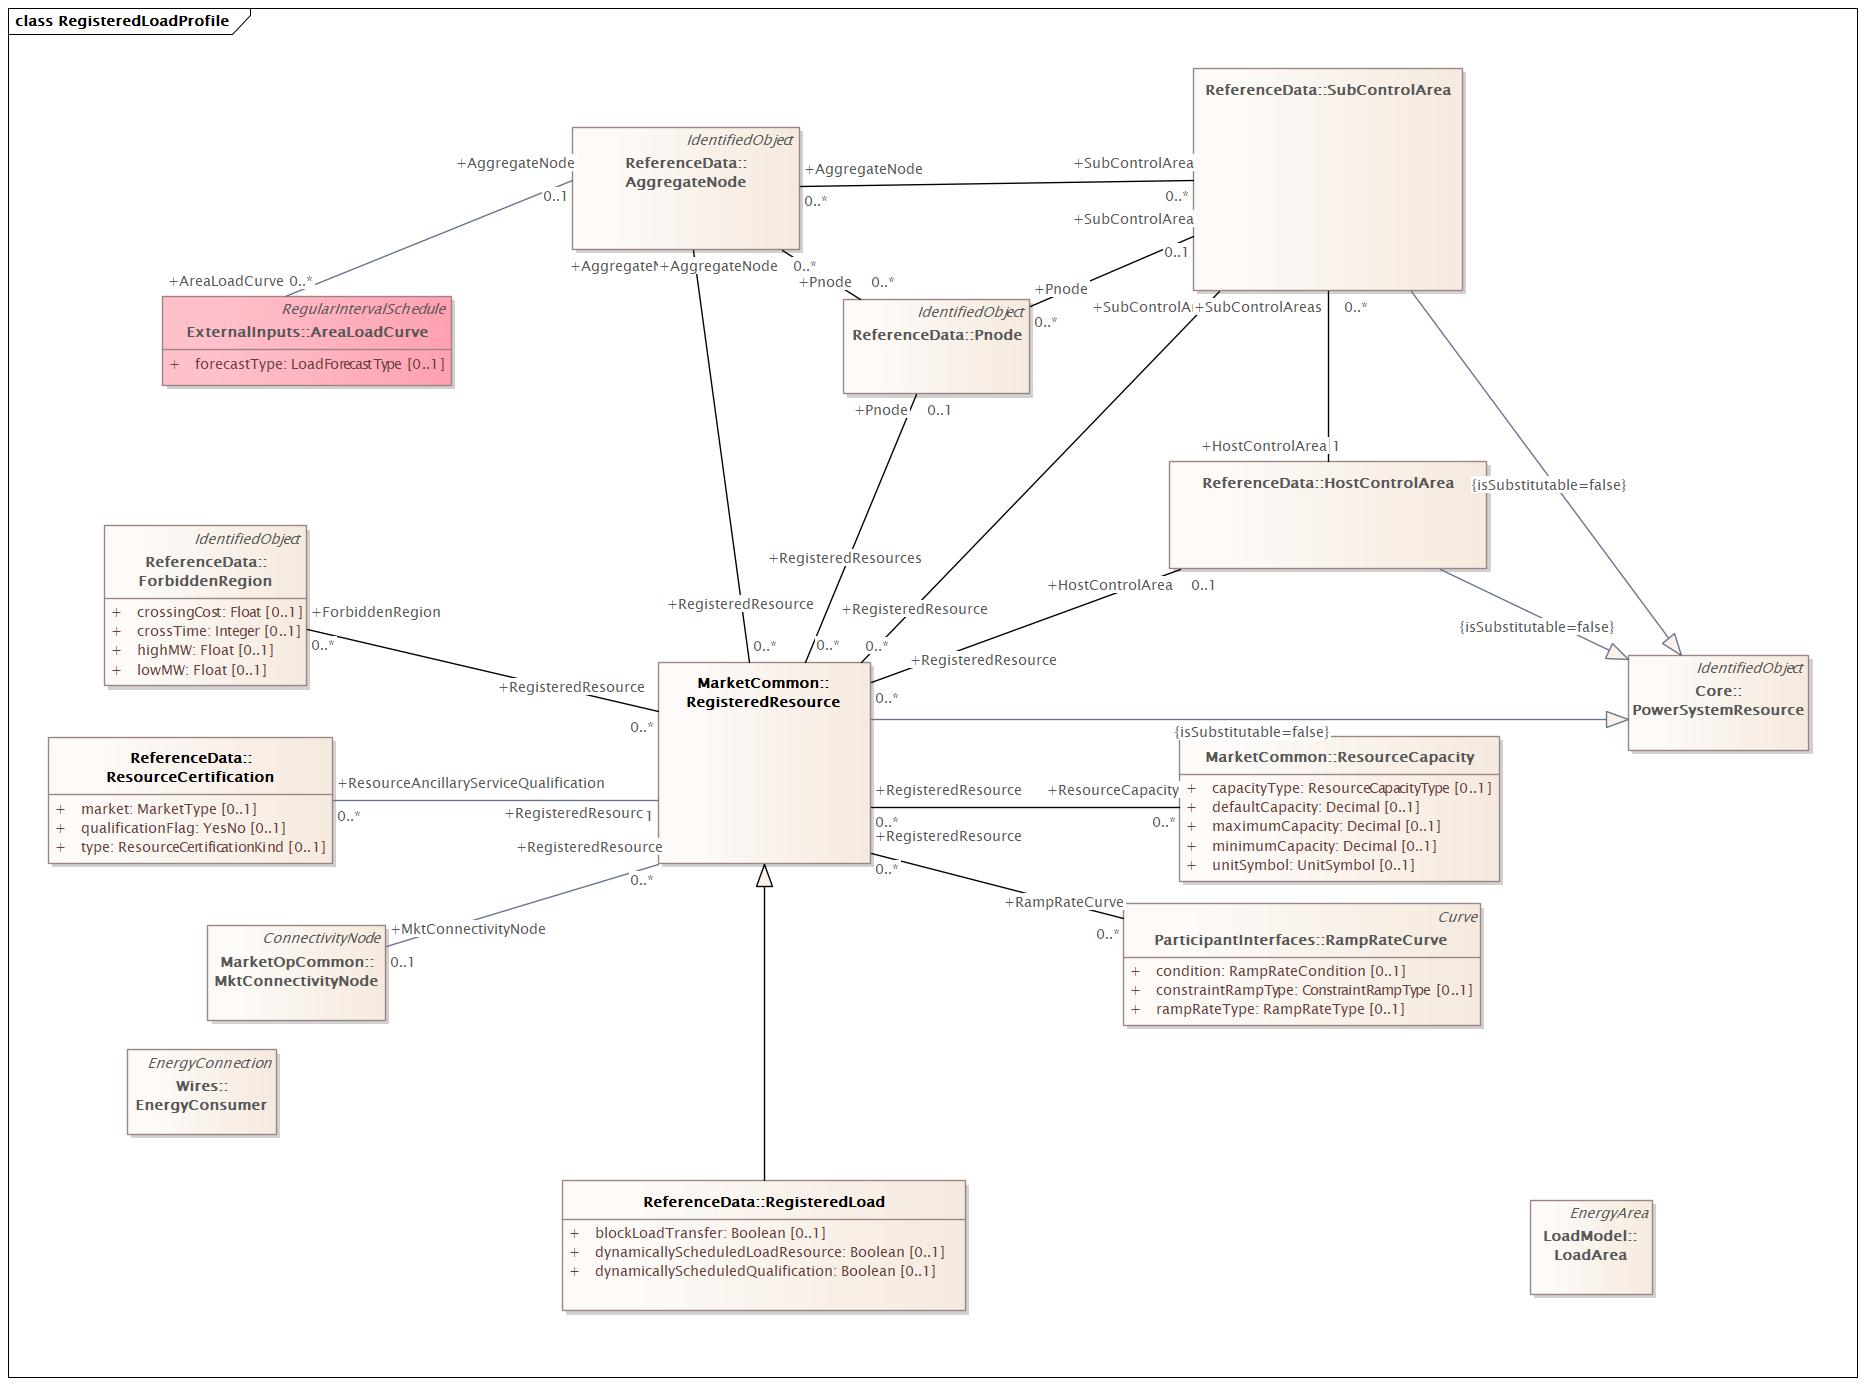 class RegisteredLoadProfile
ReferenceData::SubControlArea
IdentifiedObject
ReferenceData::
AggregateNode
+AggregateNode
0..1
+AggregateNode
0..*
+SubControlArea
0..*
+SubControlArea
0..1
+AggregateN
+AggregateNode
0..*
+Pnode
0..*
+AreaLoadCurve 0..*
RegularIntervalSchedule
ExternalInputs::AreaLoadCurve
+ forecastType: LoadForecastType [0..1]
IdentifiedObject
ReferenceData::Pnode
+Pnode
0..*
+SubControlA
+SubControlAreas
0..*
+Pnode
0..1
+HostControlArea
1
ReferenceData::HostControlArea
{isSubstitutable=false}
IdentifiedObject
ReferenceData::
ForbiddenRegion
+ crossingCost: Float [0..1]
+ crossTime: Integer [0..1]
+ highMW: Float [0..1]
+ lowMW: Float [0..1]
+ForbiddenRegion
0..*
+RegisteredResources
+RegisteredResource
+RegisteredResource
0..*
0..*
0..*
+HostControlArea
0..1
{isSubstitutable=false}
+RegisteredResource
0..*
+RegisteredResource
0..*
MarketCommon::
RegisteredResource
IdentifiedObject
Core::
PowerSystemResource
{isSubstitutable=false}
ReferenceData::
ResourceCertification
+ market: MarketType [0..1]
+ qualificationFlag: YesNo [0..1]
+ type: ResourceCertificationKind [0..1]
+ResourceAncillaryServiceQualification
0..*
+RegisteredResourc
1
+RegisteredResource
0..*
+RegisteredResource
0..*
+ResourceCapacity
0..*
MarketCommon::ResourceCapacity
+ capacityType: ResourceCapacityType [0..1]
+ defaultCapacity: Decimal [0..1]
+ maximumCapacity: Decimal [0..1]
+ minimumCapacity: Decimal [0..1]
+ unitSymbol: UnitSymbol [0..1]
+RegisteredResource
0..*
+RampRateCurve
0..*
Curve
ParticipantInterfaces::RampRateCurve
+ condition: RampRateCondition [0..1]
+ constraintRampType: ConstraintRampType [0..1]
+ rampRateType: RampRateType [0..1]
ConnectivityNode
MarketOpCommon::
MktConnectivityNode
+MktConnectivityNode
0..1
EnergyConnection
Wires::
EnergyConsumer
ReferenceData::RegisteredLoad
+ blockLoadTransfer: Boolean [0..1]
+ dynamicallyScheduledLoadResource: Boolean [0..1]
+ dynamicallyScheduledQualification: Boolean [0..1]
EnergyArea
LoadModel::
LoadArea